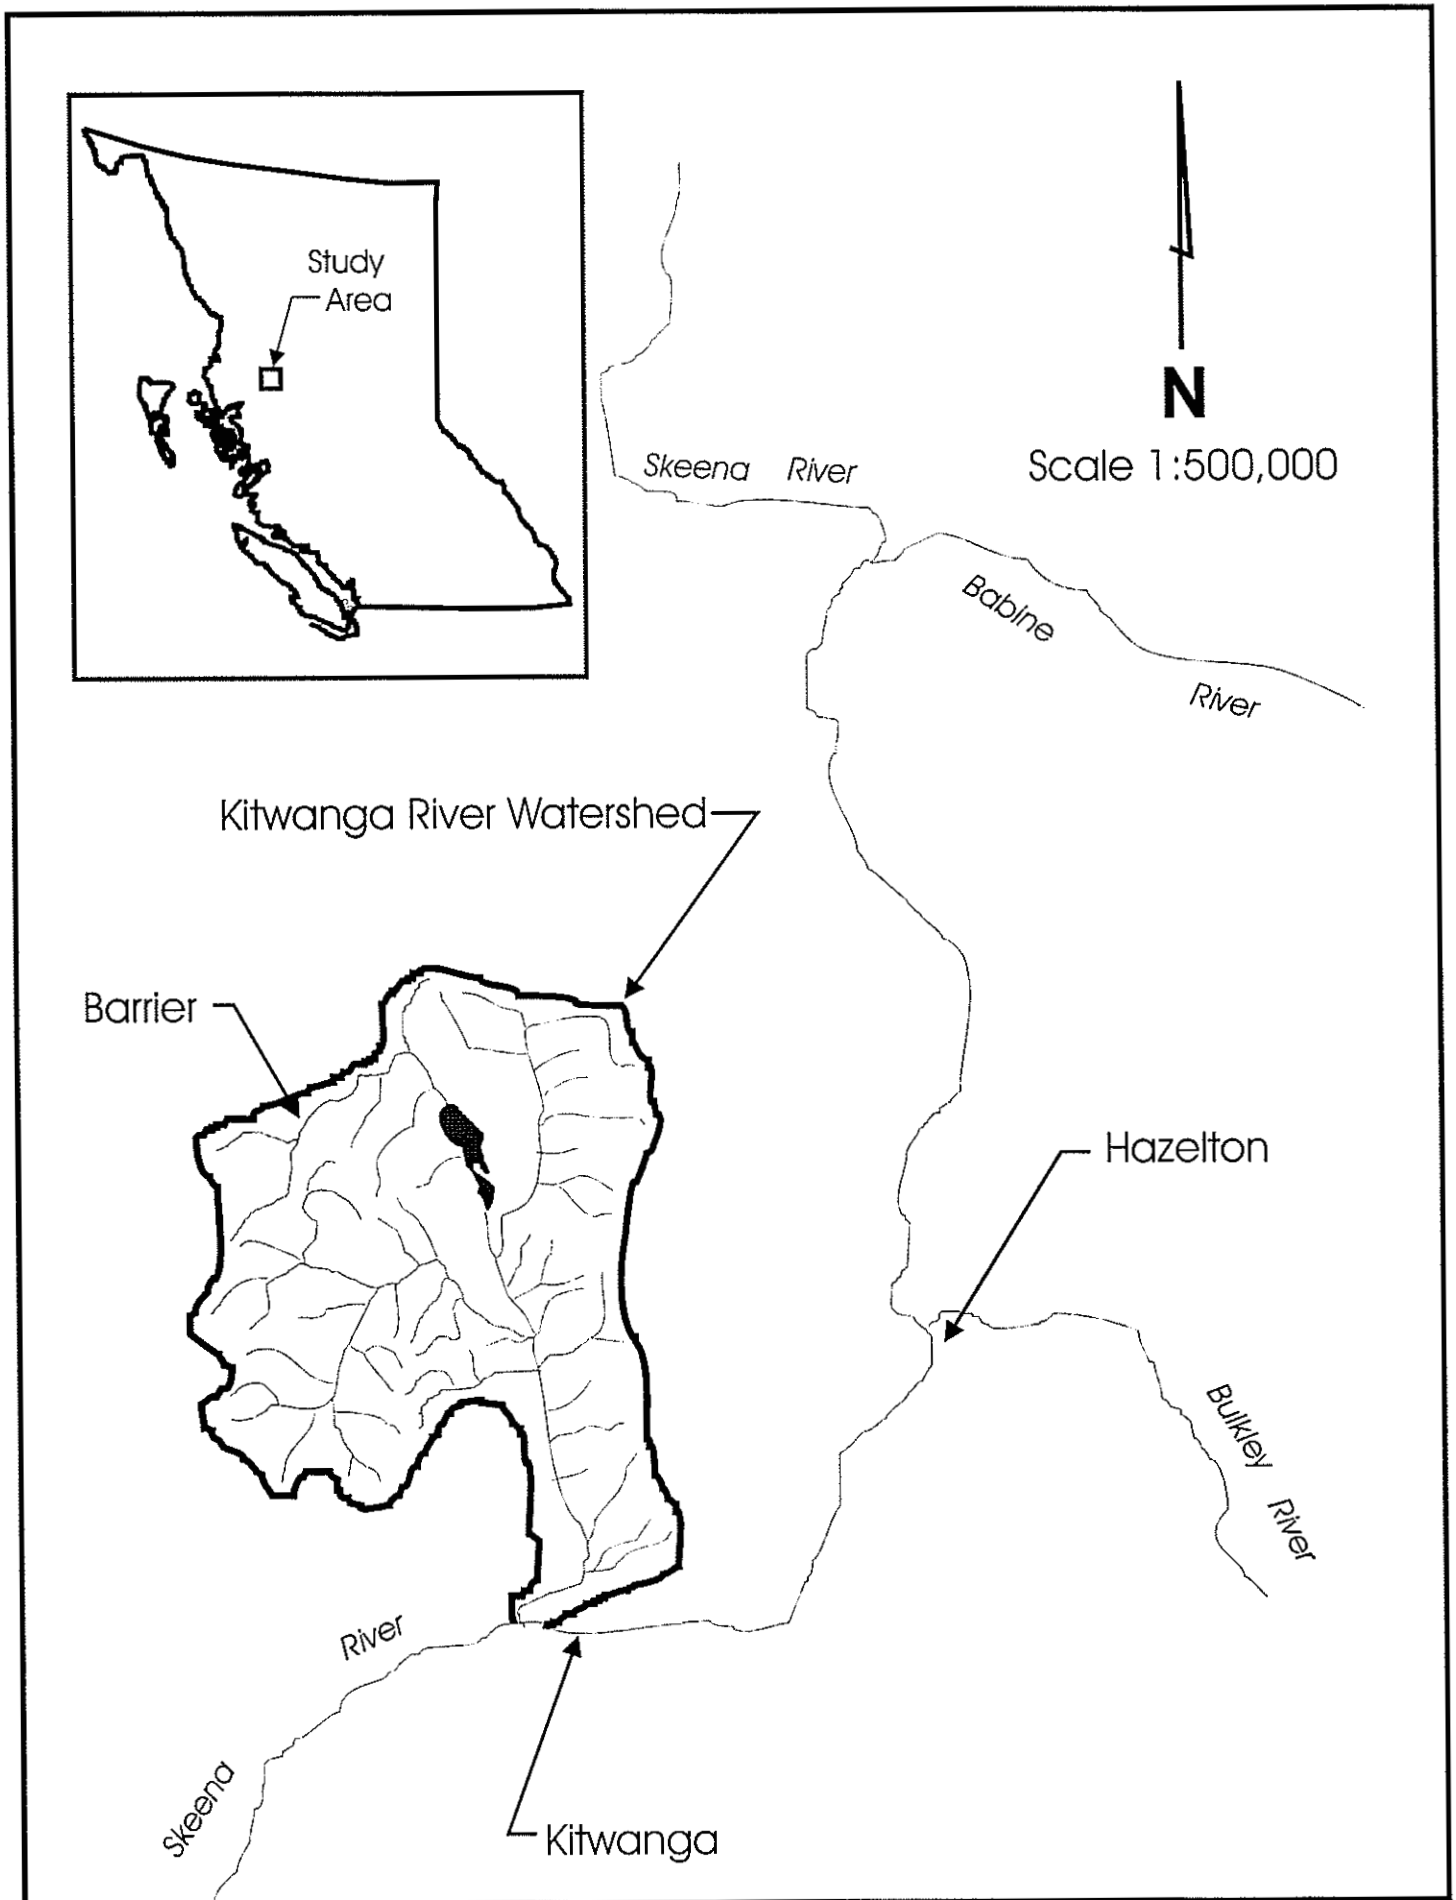 Study
Area
N
Scale 1:500,000
Skeena River
Babine
River
Kitwanga River Watershed
Barrier
Hazelton
Bulkley
River
River
Skeena
Kitwanga